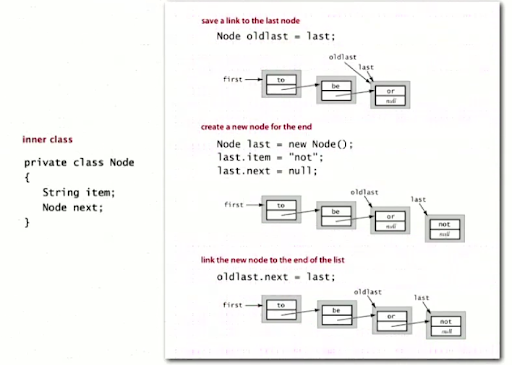 inner class
private class Node
{
String item;
Node next;
}
save a link to the last node
Node oldlast = last;
oldlast
last
first
to
be
or
null
create a new node for the end
Node last = new Node();
last.item = "not";
last.next = null;
oldlast
last
first
to
be
or
null
not
null
link the new node to the end of the list
oldlast.next = last;
oldlast
last
first
to
be
or
not
null